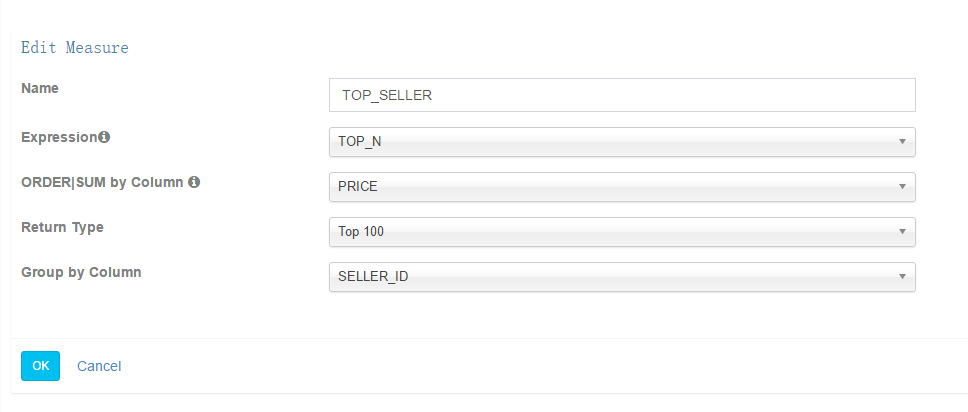 Edit Measure
Name
TOP_SELLER
Expression
TOP_N
ORDER|SUM by Column
PRICE
Return Type
Top 100
Group by Column
SELLER_ID
OK Cancel